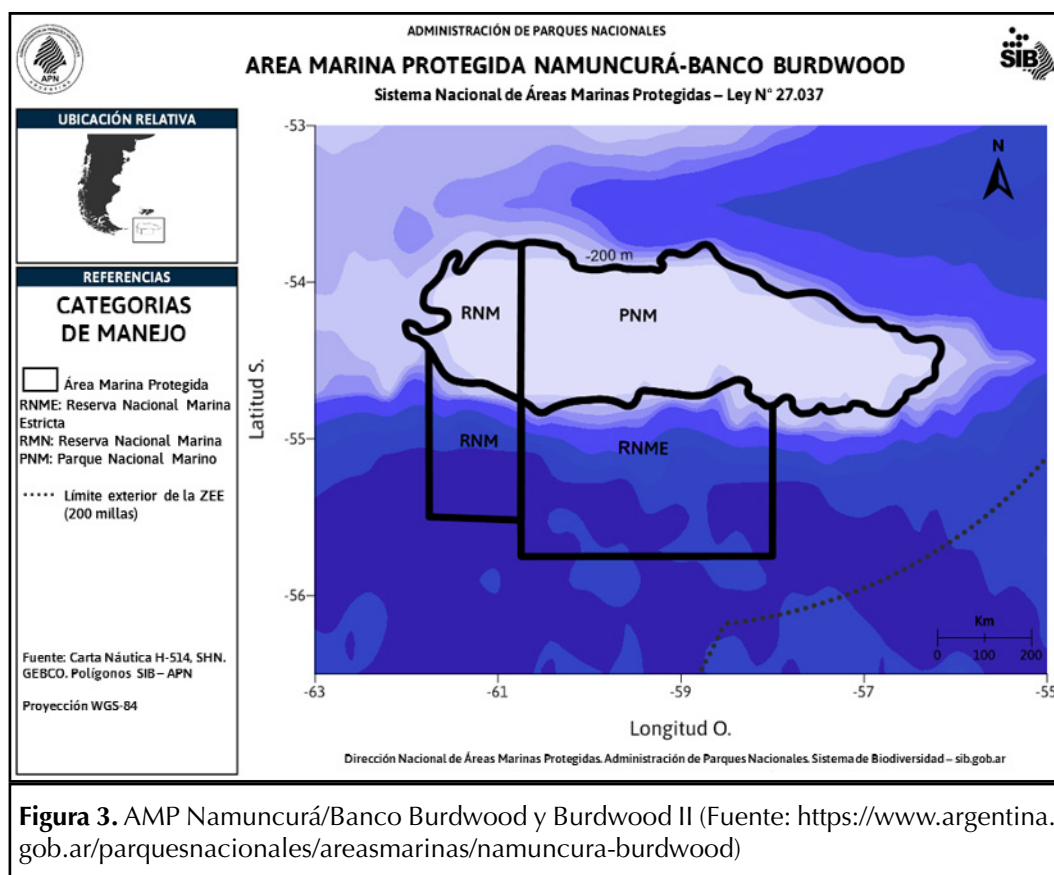 ADMINISTRACIÓN DE PARQUES NACIONALES
AREA MARINA PROTEGIDA NAMUNCURÁ-BANCO BURDWOOD
Sistema Nacional de Áreas Marinas Protegidas – Ley N° 27.037
APN
ARGENTINA
SIB
UBICACIÓN RELATIVA
REFERENCIAS
CATEGORIAS
DE MANEJO
Área Marina Protegida
RNME: Reserva Nacional Marina
Estricta
RMN: Reserva Nacional Marina
PNM: Parque Nacional Marino
Límite exterior de la ZEE
(200 millas)
Fuente: Carta Náutica H-514, SHN.
GEBCO. Polígonos SIB – APN
Proyección WGS-84
-53
-54
-55
-56
Latitud S.
N
-200 m
RNM
PNM
RNM
RNME
Km
0 100 200
-63 -61 -59 -57 -55
Longitud O.
Dirección Nacional de Áreas Marinas Protegidas. Administración de Parques Nacionales. Sistema de Biodiversidad – sib.gob.ar
Figura 3. AMP Namuncurá/Banco Burdwood y Burdwood II (Fuente: https://www.argentina.
gob.ar/parquesnacionales/areasmarinas/namuncura-burdwood)